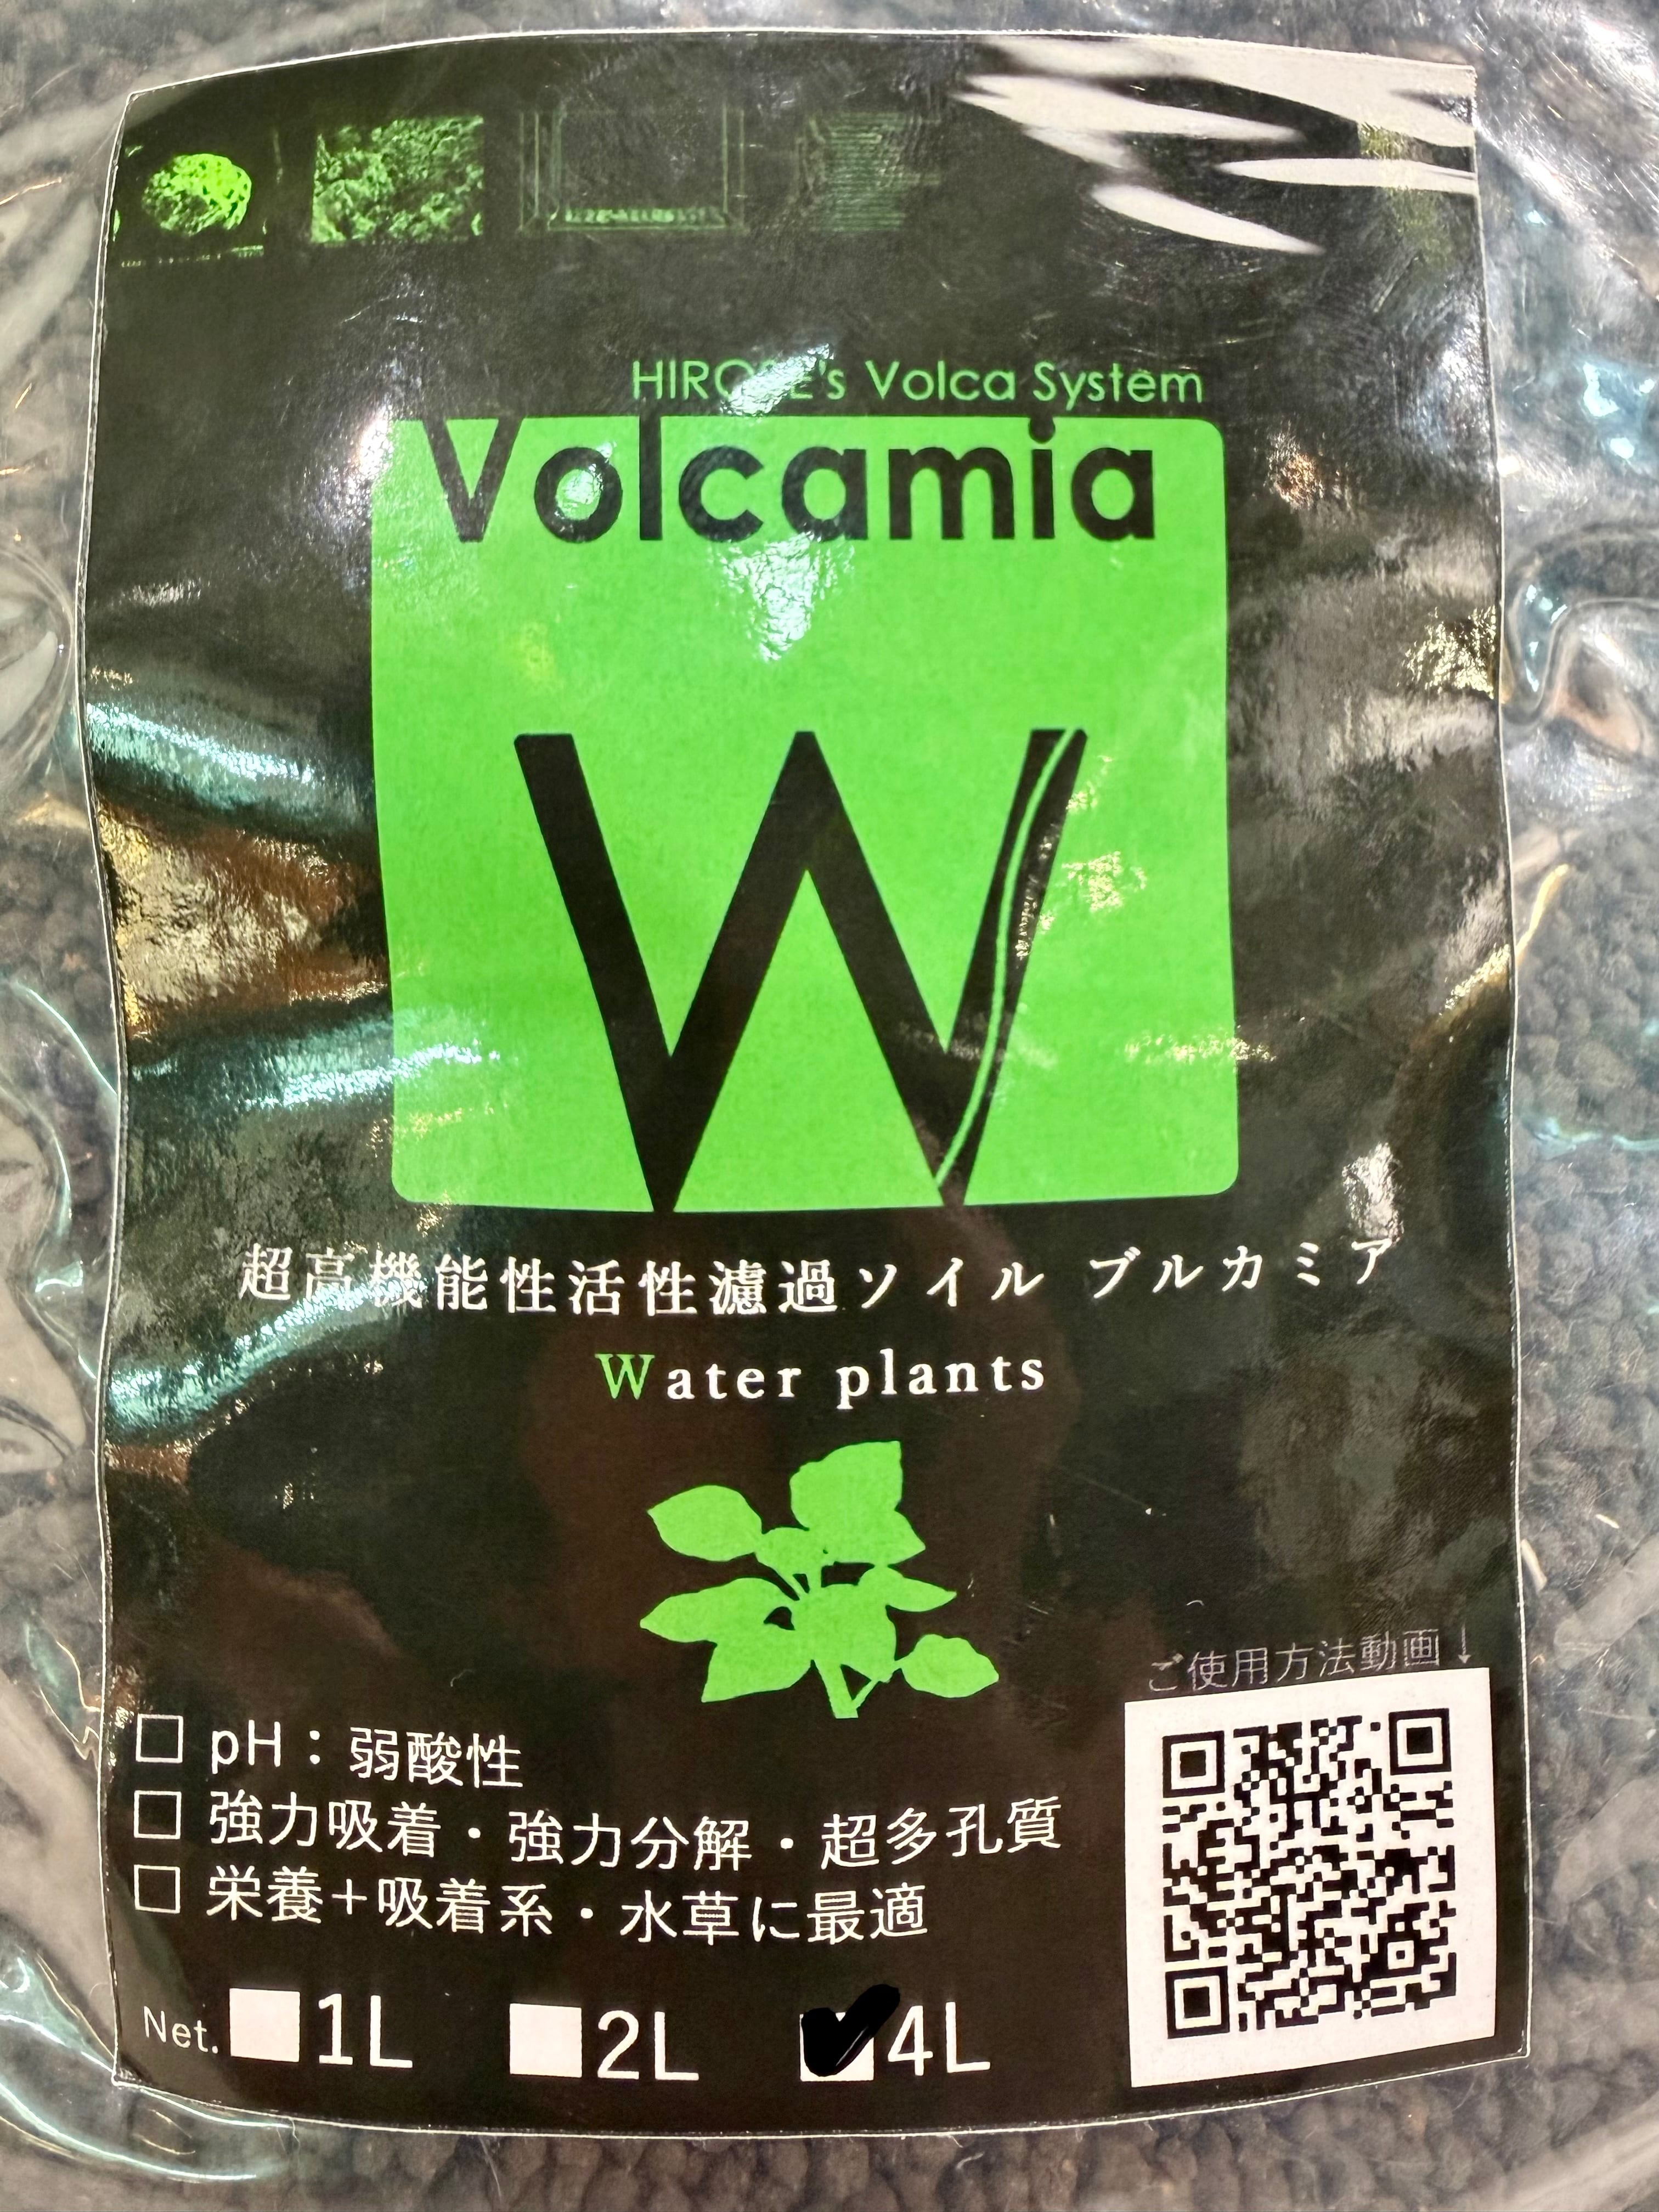 HIROSE's Volca System
Volcamia
W
超高機能性活性濾過ソイル ブルカミア
Water plants
ご使用方法動画↓
□ pH：弱酸性
□ 強力吸着・強力分解・超多孔質
□ 栄養＋吸着系・水草に最適
Net. □1L □2L ☑4L